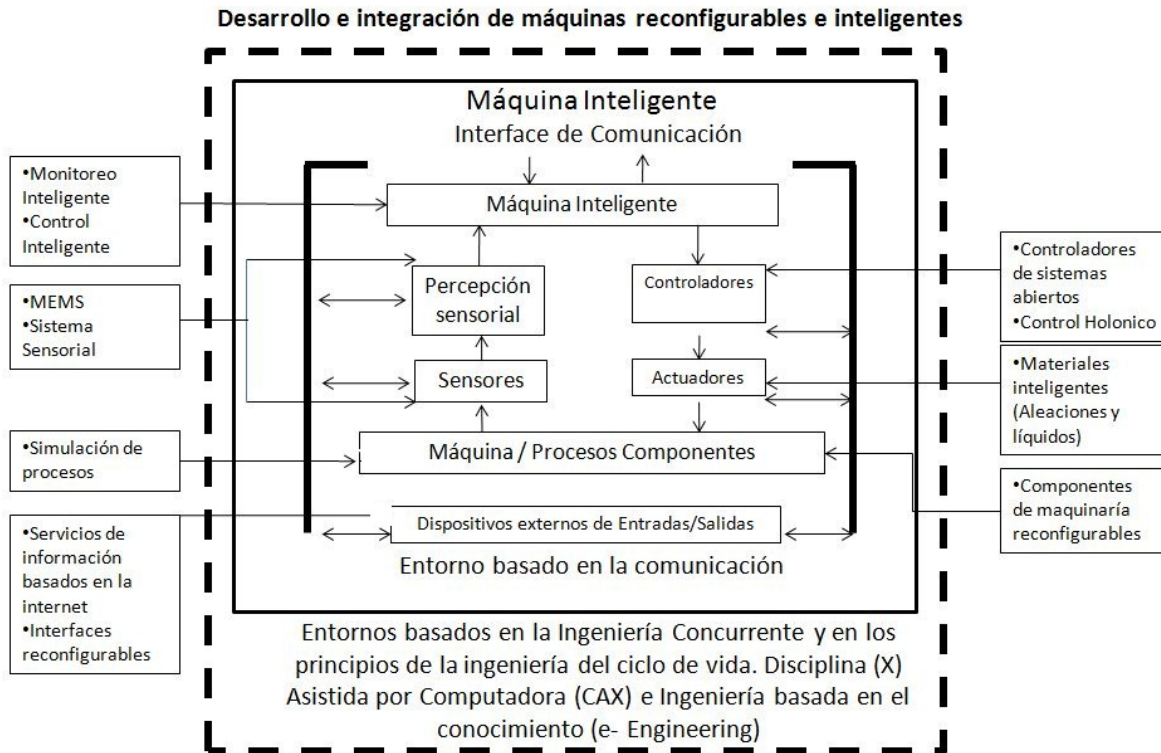 Desarrollo e integración de máquinas reconfigurables e inteligentes
Máquina Inteligente
Interface de Comunicación
•Monitoreo
Inteligente
•Control
Inteligente
•MEMS
•Sistema
Sensorial
•Simulación de
procesos
•Servicios de
información
basados en la
internet
•Interfaces
reconfigurables
Máquina Inteligente
Percepción
sensorial
Controladores
Sensores
Actuadores
Máquina / Procesos Componentes
Dispositivos externos de Entradas/Salidas
Entorno basado en la comunicación
•Controladores
de sistemas
abiertos
•Control Holonico
•Materiales
inteligentes
(Aleaciones y
líquidos)
•Componentes
de maquinaría
reconfigurables
Entornos basados en la Ingeniería Concurrente y en los
principios de la ingeniería del ciclo de vida. Disciplina (X)
Asistida por Computadora (CAX) e Ingeniería basada en el
conocimiento (e- Engineering)